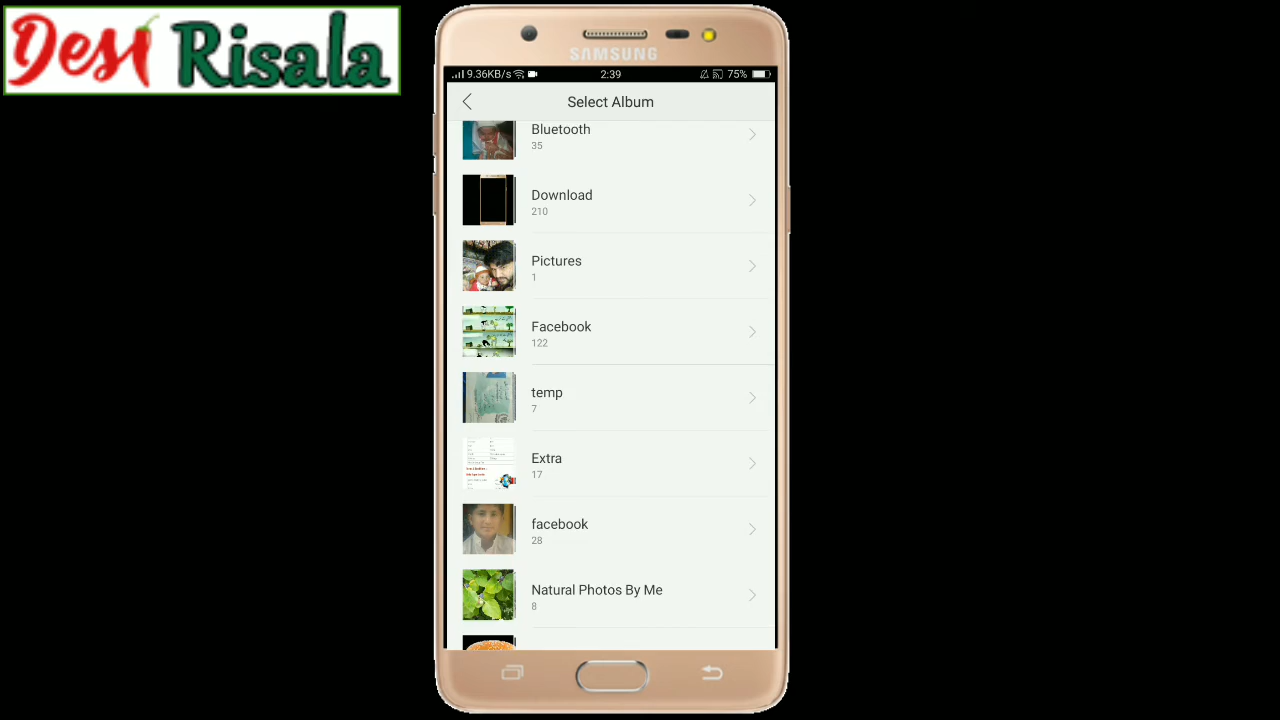 Desi Risala
SAMSUNG
9.36KB/s 2:39 75%
Select Album
Bluetooth
35
Download
210
Pictures
1
Facebook
122
temp
7
Extra
17
facebook
28
Natural Photos By Me
8